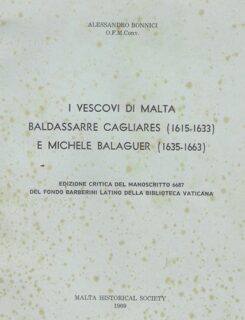 ALESSANDRO BONNICI
O.F.M.Conv.
I VESCOVI DI MALTA
BALDASSARRE CAGLIARES (1615-1633)
E MICHELE BALAGUER (1635-1663)
EDIZIONE CRITICA DEL MANOSCRITTO 6687
DEL FONDO BARBERINI LATINO DELLA BIBLIOTECA VATICANA
MALTA HISTORICAL SOCIETY
1969